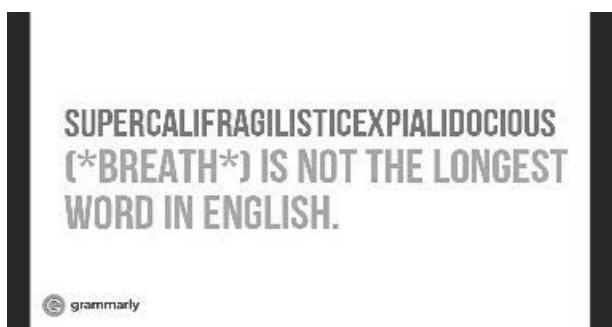 SUPERCALIFRAGILISTICEXPIALIDOCIOUS
(*BREATH*) IS NOT THE LONGEST
WORD IN ENGLISH.
grammarly